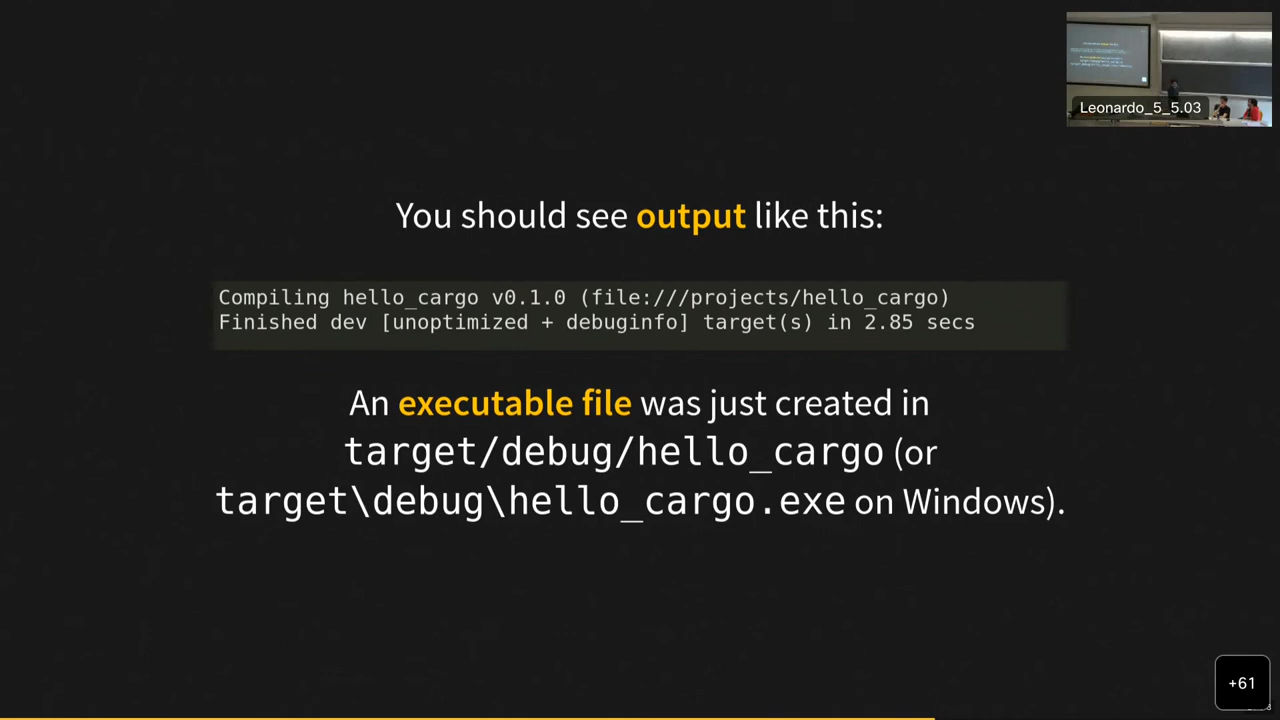 Leonardo_5_5.03
You should see output like this:
Compiling hello_cargo v0.1.0 (file:///projects/hello_cargo)
Finished dev [unoptimized + debuginfo] target(s) in 2.85 secs
An executable file was just created in
target/debug/hello_cargo (or
target\debug\hello_cargo.exe on Windows).
+61